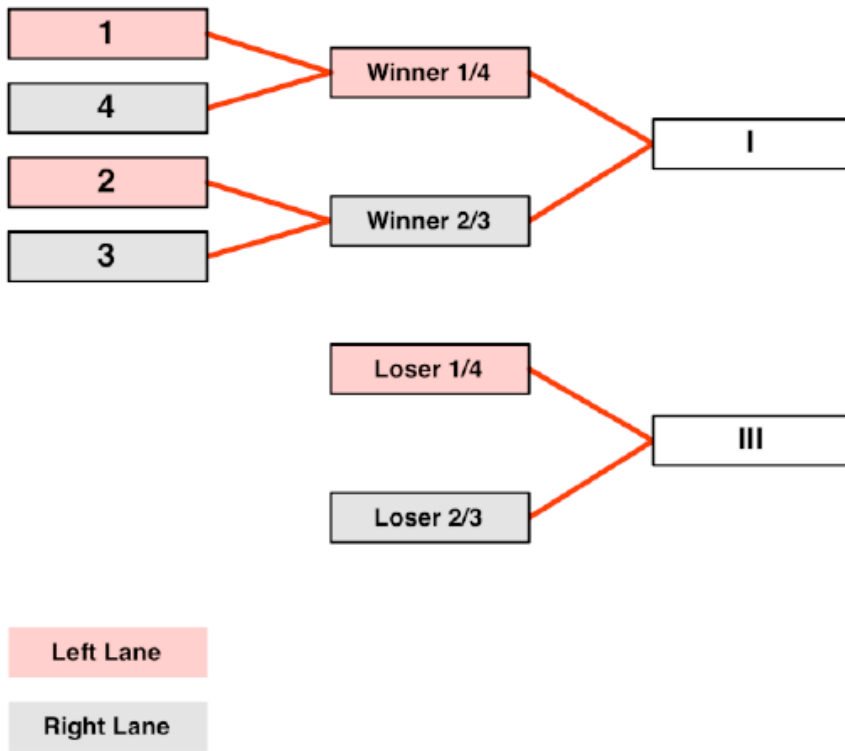 1
4
2
3
Winner 1/4
Winner 2/3
I
Loser 1/4
Loser 2/3
III
Left Lane
Right Lane